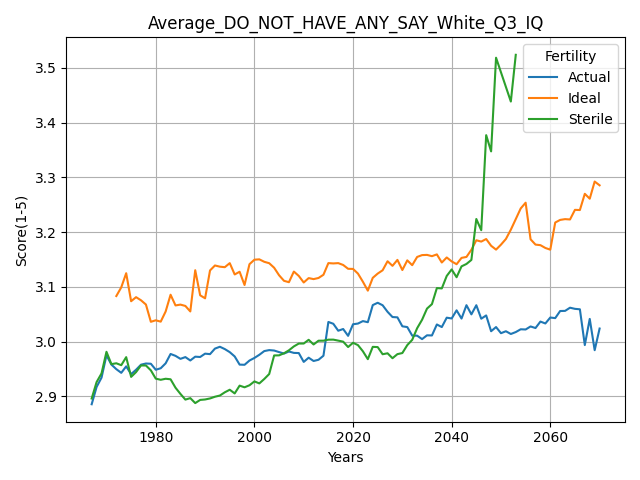 Average_DO_NOT_HAVE_ANY_SAY_White_Q3_IQ
Fertility
Actual
Ideal
Sterile
Score(1-5)
3.5
3.4
3.3
3.2
3.1
3.0
2.9
1980 2000 2020 2040 2060
Years